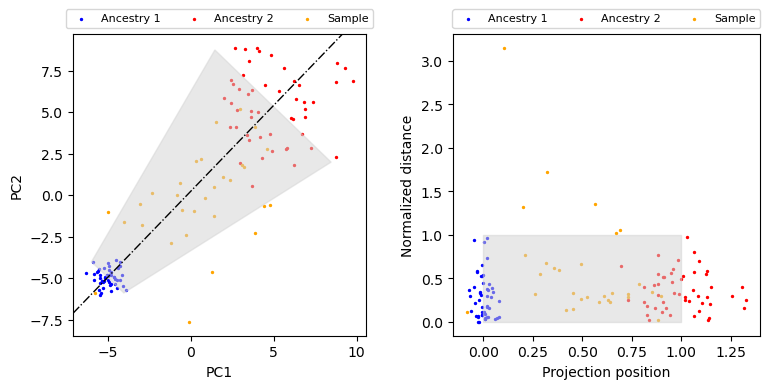 Ancestry 1 Ancestry 2 Sample
7.5
5.0
2.5
0.0
−2.5
−5.0
−7.5
PC2
−5 0 5 10
PC1
Ancestry 1 Ancestry 2 Sample
3.0
2.5
2.0
1.5
1.0
0.5
0.0
Normalized distance
0.00 0.25 0.50 0.75 1.00 1.25
Projection position